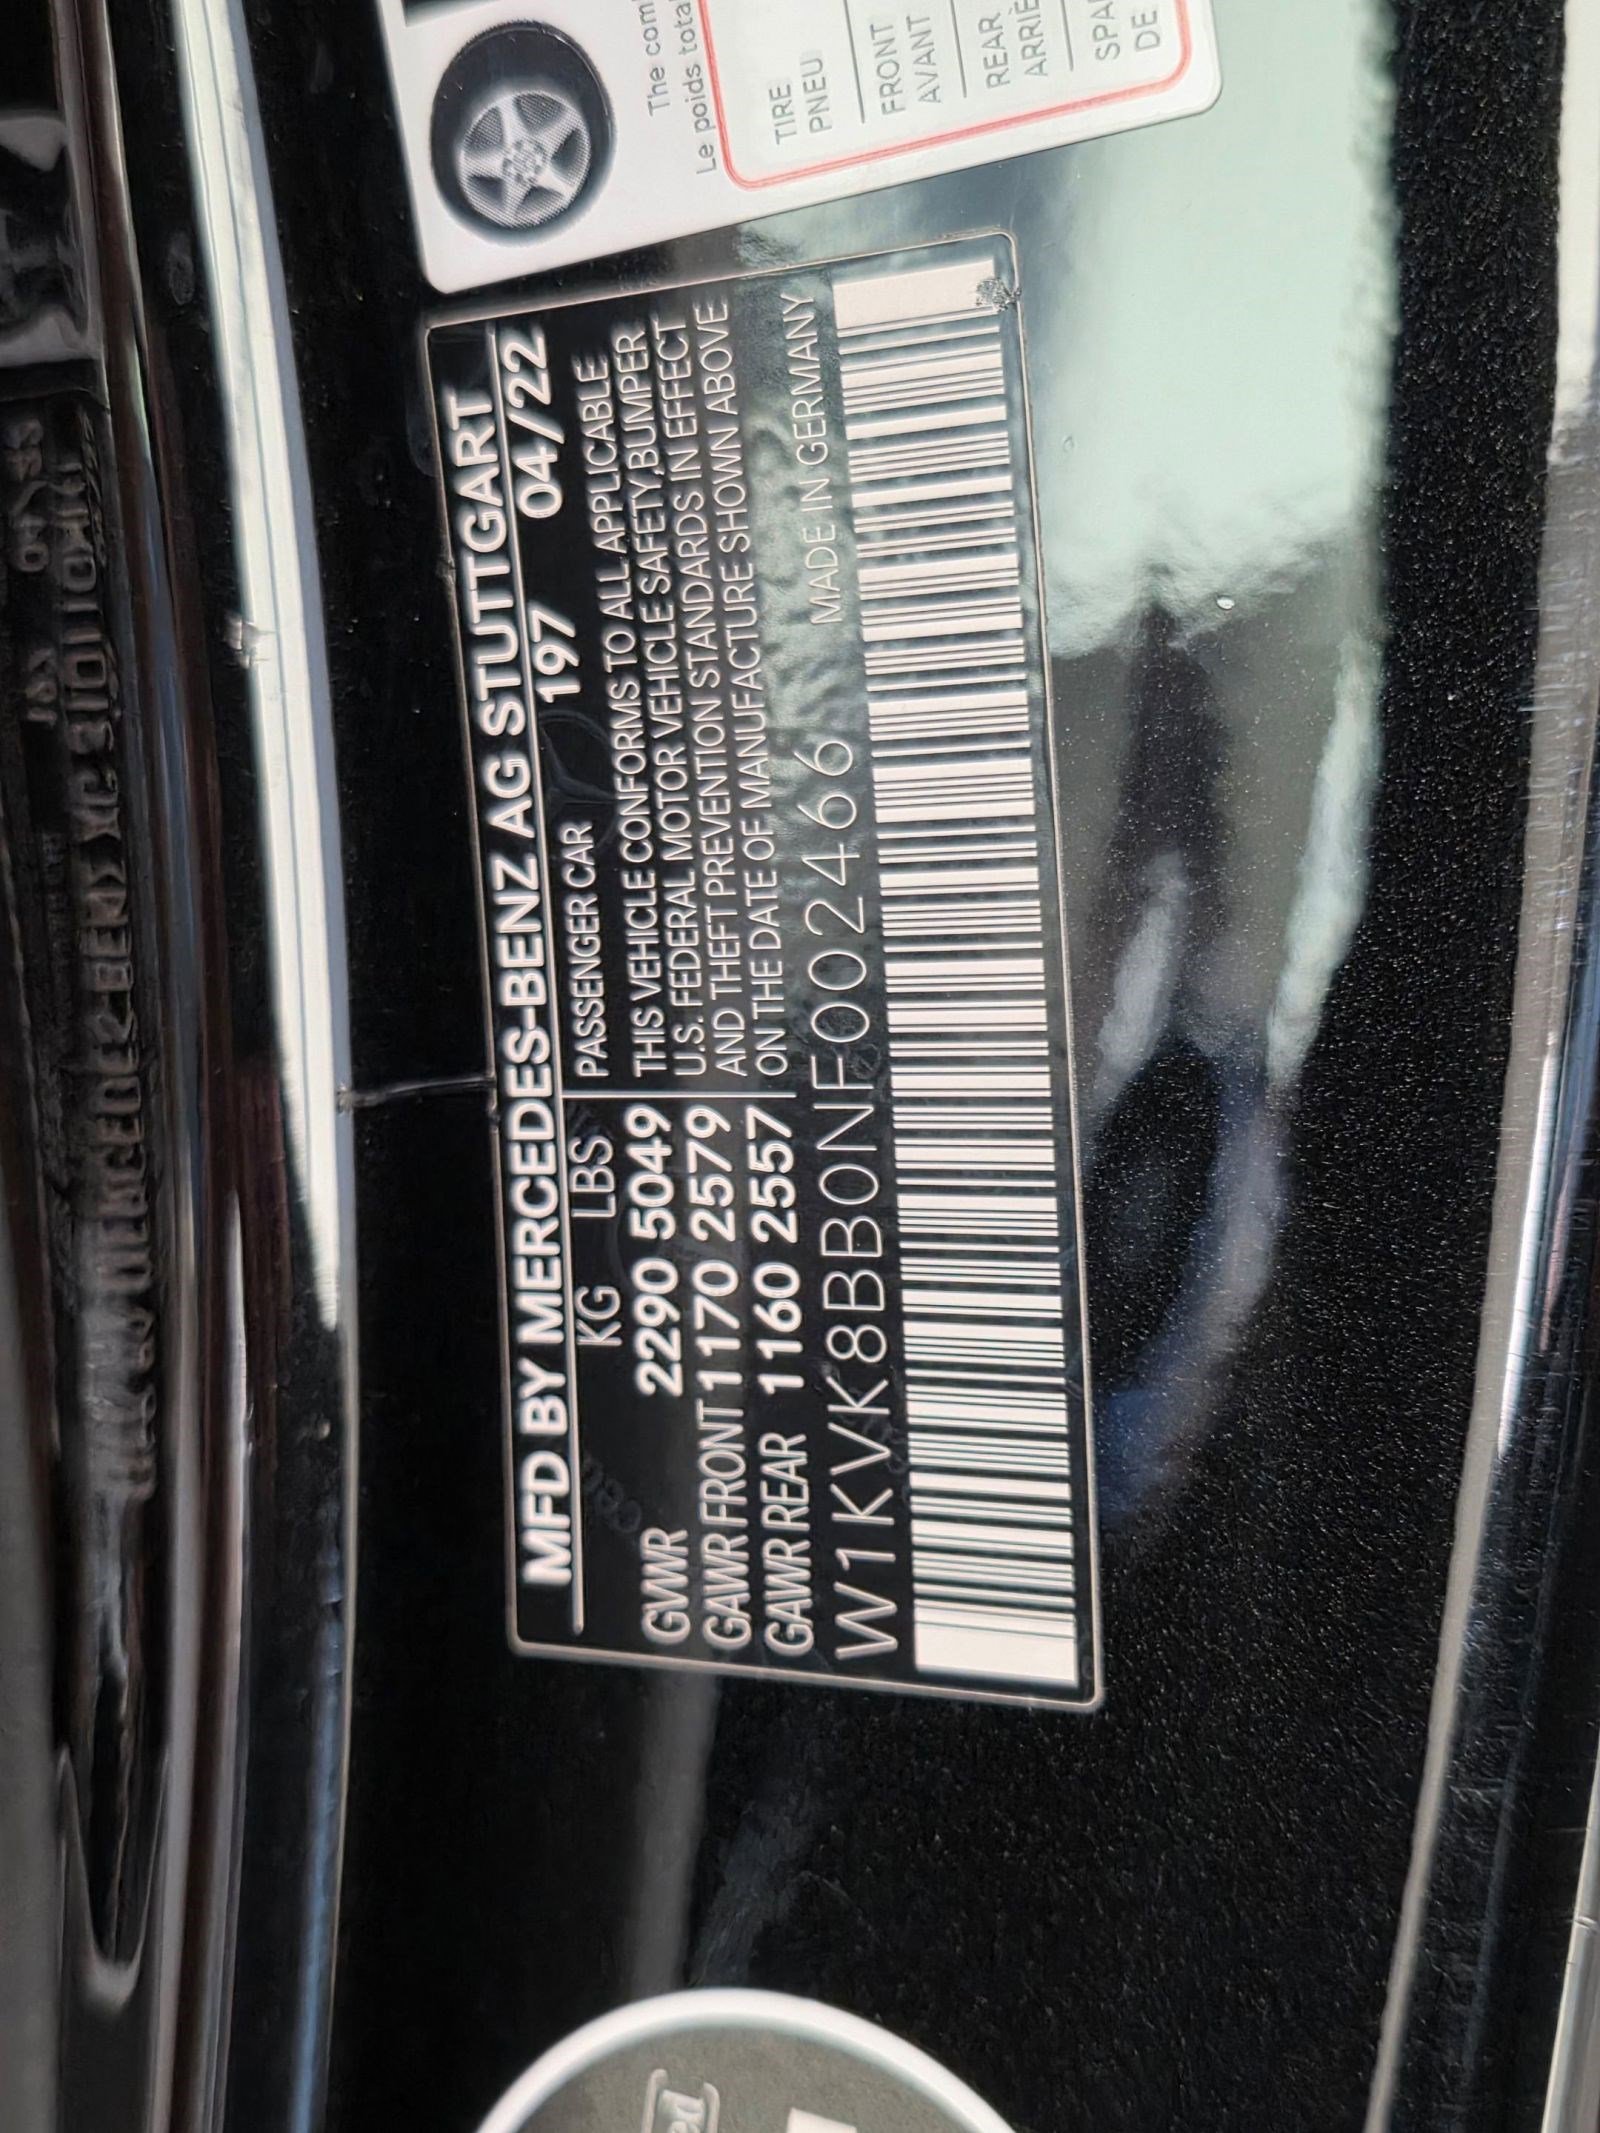 MFD BY MERCEDES-BENZ AG STUTTGART
KG LBS 197 04/22
PASSENGER CAR
GVWR 2290 5049
GAWR FRONT 1170 2579
GAWR REAR 1160 2557
THIS VEHICLE CONFORMS TO ALL APPLICABLE
U.S. FEDERAL MOTOR VEHICLE SAFETY,BUMPER
AND THEFT PREVENTION STANDARDS IN EFFECT
ON THE DATE OF MANUFACTURE SHOWN ABOVE
MADE IN GERMANY
W1KVK8BB0NF002466
The
Le poids
TIRE
PNEU
FRONT
AVANT
REAR
DE